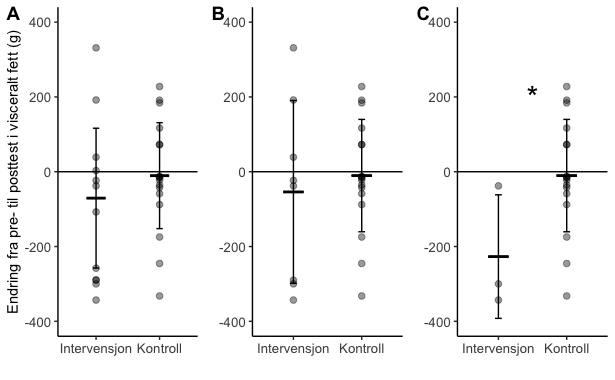 A
B
C
Endring fra pre- til posttest i visceralt fett (g)
400
200
0
-200
-400
Intervensjon Kontroll
400
200
0
-200
-400
Intervensjon Kontroll
400
200
0
-200
-400
*
Intervensjon Kontroll